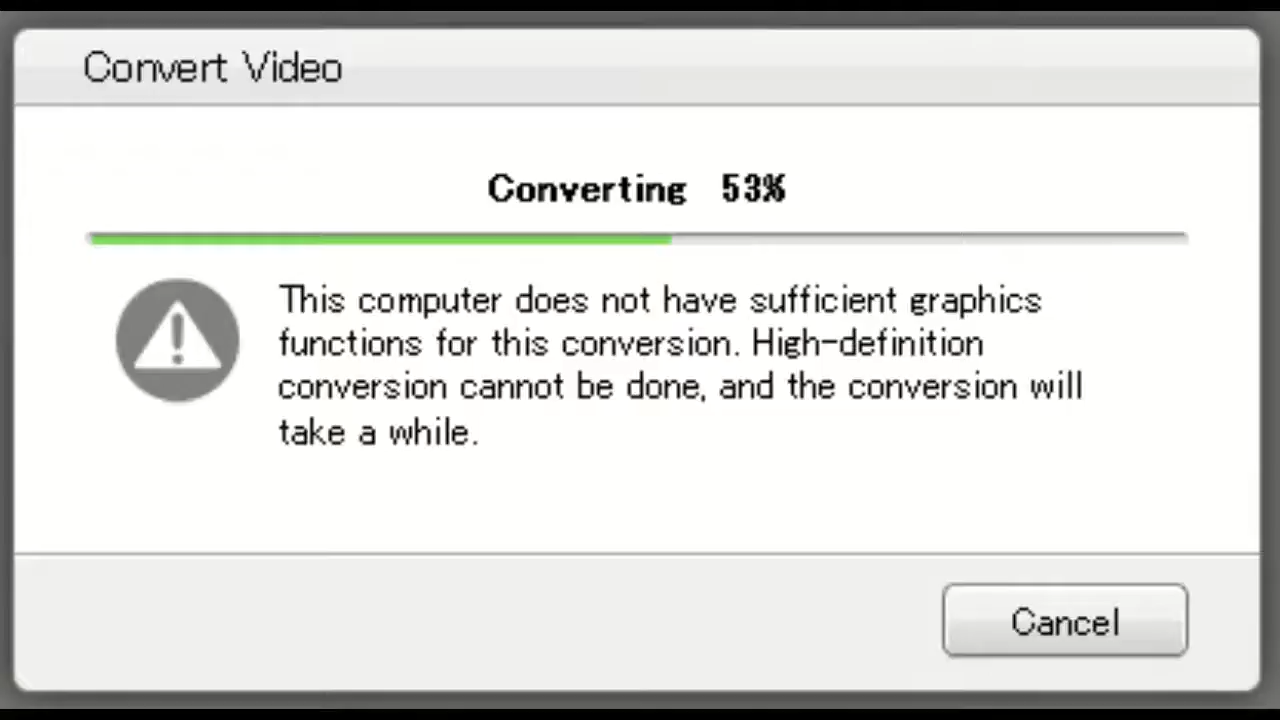 Convert Video
Converting 53%
This computer does not have sufficient graphics
functions for this conversion. High-definition
conversion cannot be done, and the conversion will
take a while.
Cancel